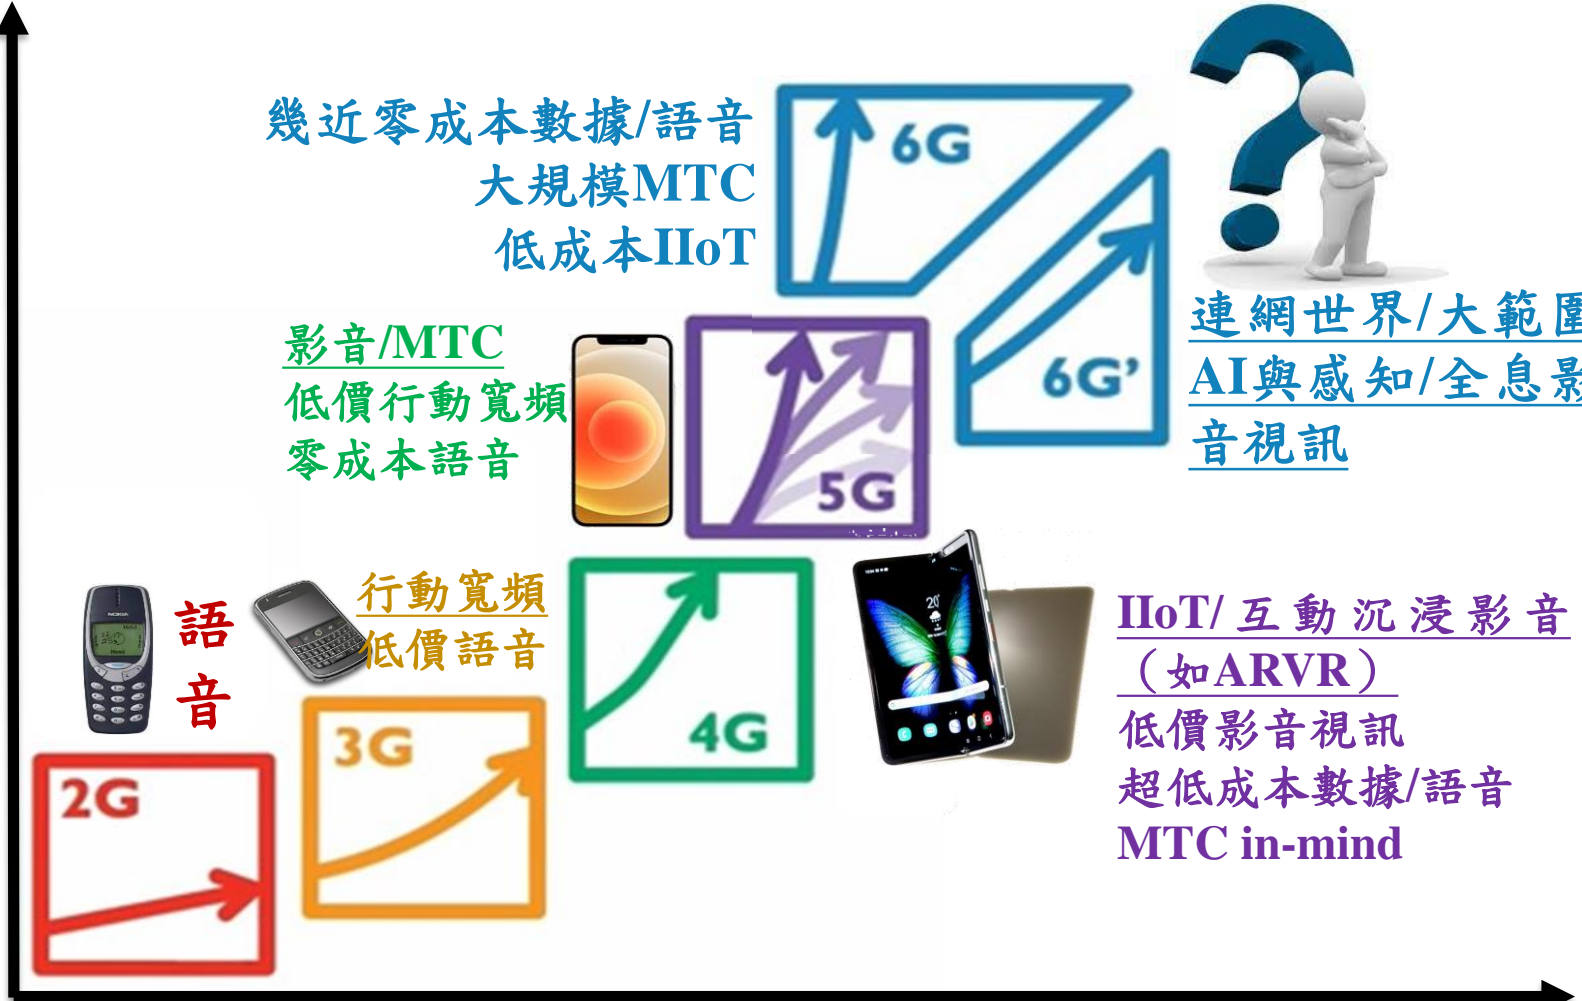 幾近零成本數據/語音
大規模MTC
低成本IIoT
6G
6G’
連網世界/大範圍
AI與感知/全息影
音視訊
影音/MTC
低價行動寬頻
零成本語音
5G
語
音
行動寬頻
低價語音
4G
IIoT/互動沉浸影音
（如ARVR）
低價影音視訊
超低成本數據/語音
MTC in-mind
3G
2G
NOKIA